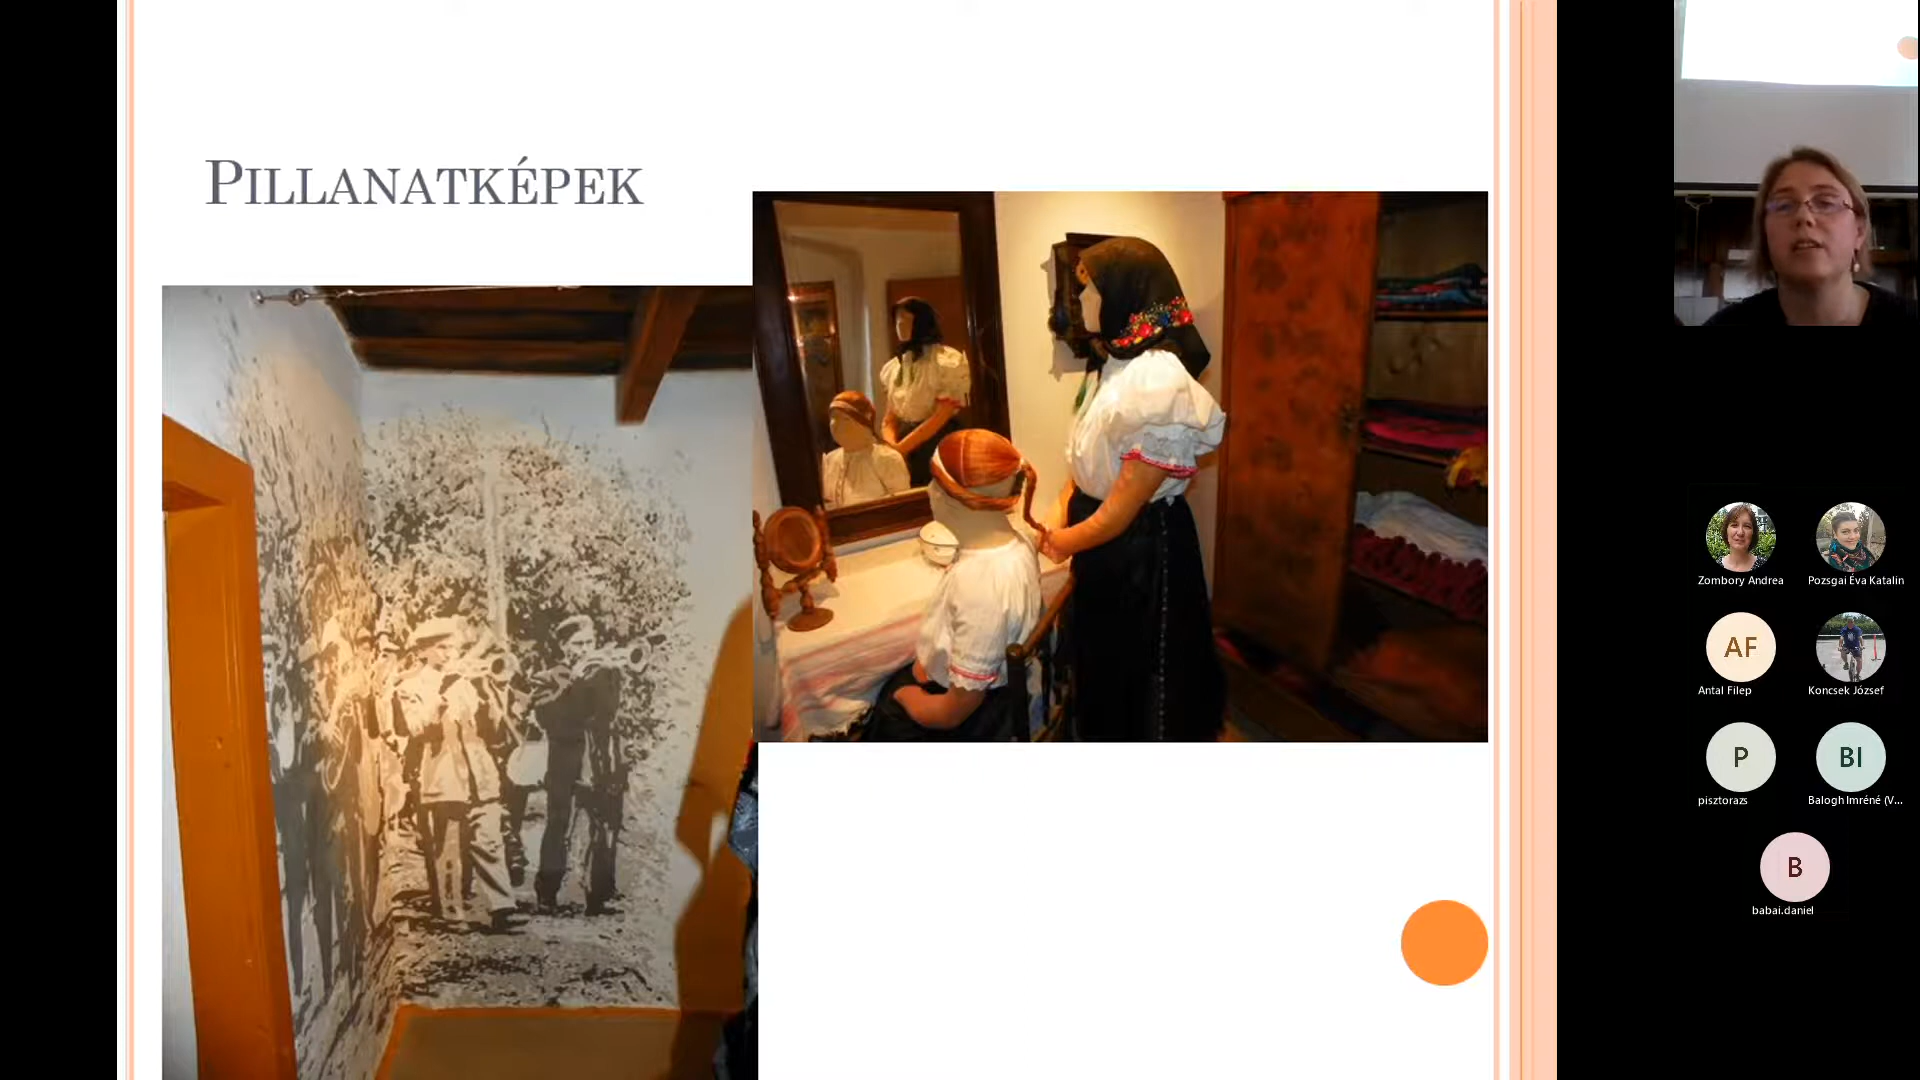 PILLANATKÉPEK
Zombory Andrea
Pozsgai Éva Katalin
AF
Antal Filep
Koncsek József
P
pisztorazs
BI
Balogh Imréné (V...
B
babai.daniel